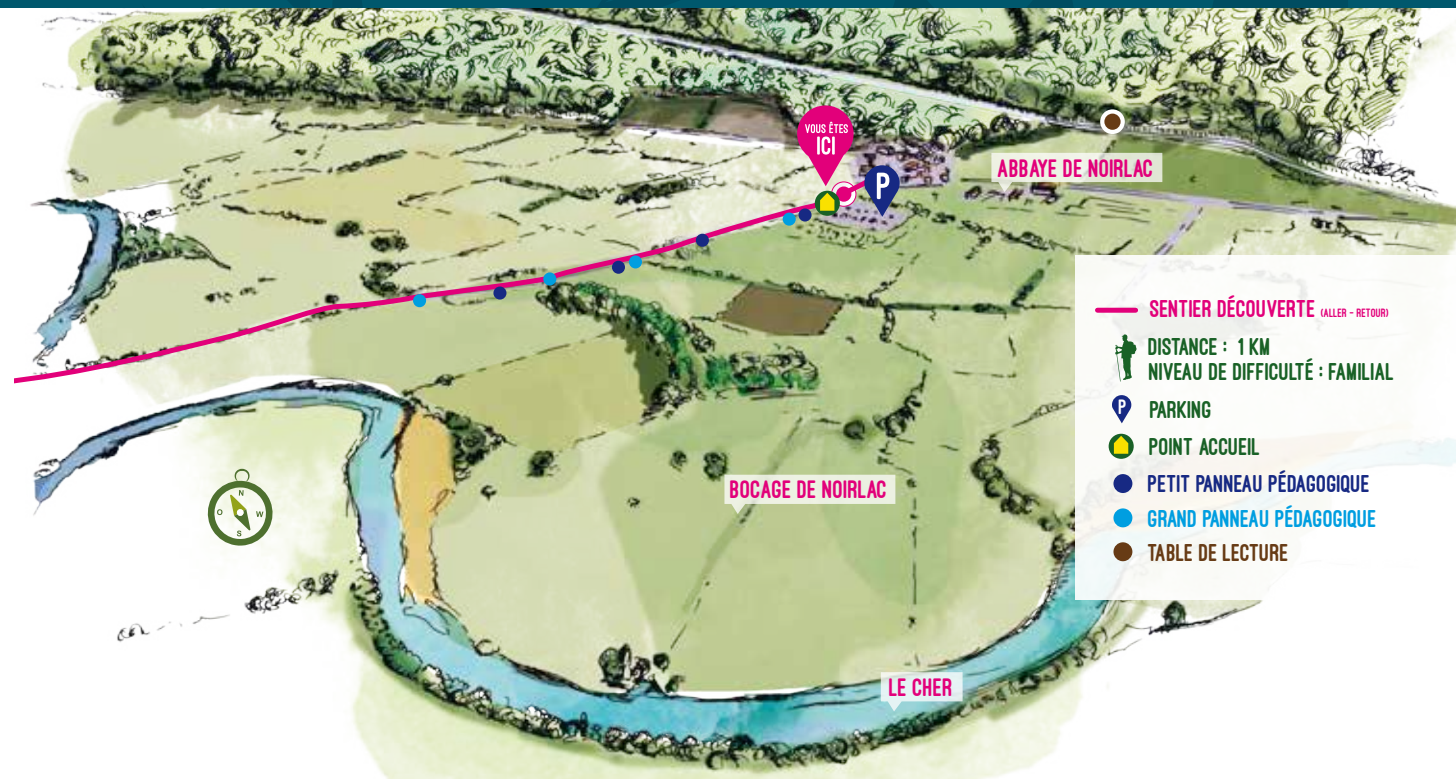 VOUS ÊTES
ICI
P
ABBAYE DE NOIRLAC
SENTIER DÉCOUVERTE (ALLER - RETOUR)
DISTANCE : 1 KM
NIVEAU DE DIFFICULTÉ : FAMILIAL
P PARKING
POINT ACCUEIL
PETIT PANNEAU PÉDAGOGIQUE
GRAND PANNEAU PÉDAGOGIQUE
TABLE DE LECTURE
BOCAGE DE NOIRLAC
N
O W
S
LE CHER